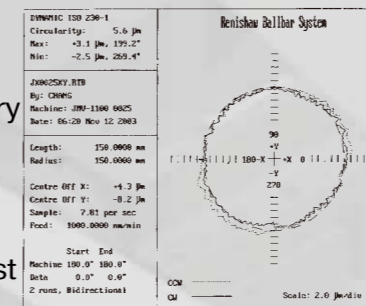 DYNAMIC ISO 230-1
Circularity: 5.6 μm
Max: +3.1 μm, 199.2°
Min: -2.5 μm, 269.4°
JX0025XY.RTB
By: CHANG
Machine: JMV-1100 0025
Date: 06:20 Nov 12 2003
Length: 150.0000 mm
Radius: 150.0000 mm
Centre Off X: +4.3 μm
Centre Off Y: -0.2 μm
Sample: 7.81 per sec
Feed: 1000.0000 mm/min
Start End
Machine 180.0° 180.0°
Data 0.0° 0.0°
2 runs, Bidirectional
Renishaw Ballbar System
90
+Y
180-X +X 0
-Y
270
CCW
CW
Scale: 2.0 μm/div
ry
st